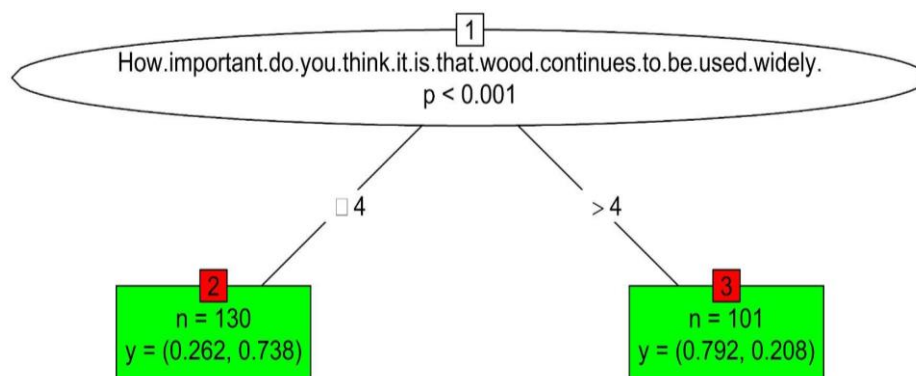 1
How.important.do.you.think.it.is.that.wood.continues.to.be.used.widely.
p < 0.001
□ 4
> 4
2
n = 130
y = (0.262, 0.738)
3
n = 101
y = (0.792, 0.208)